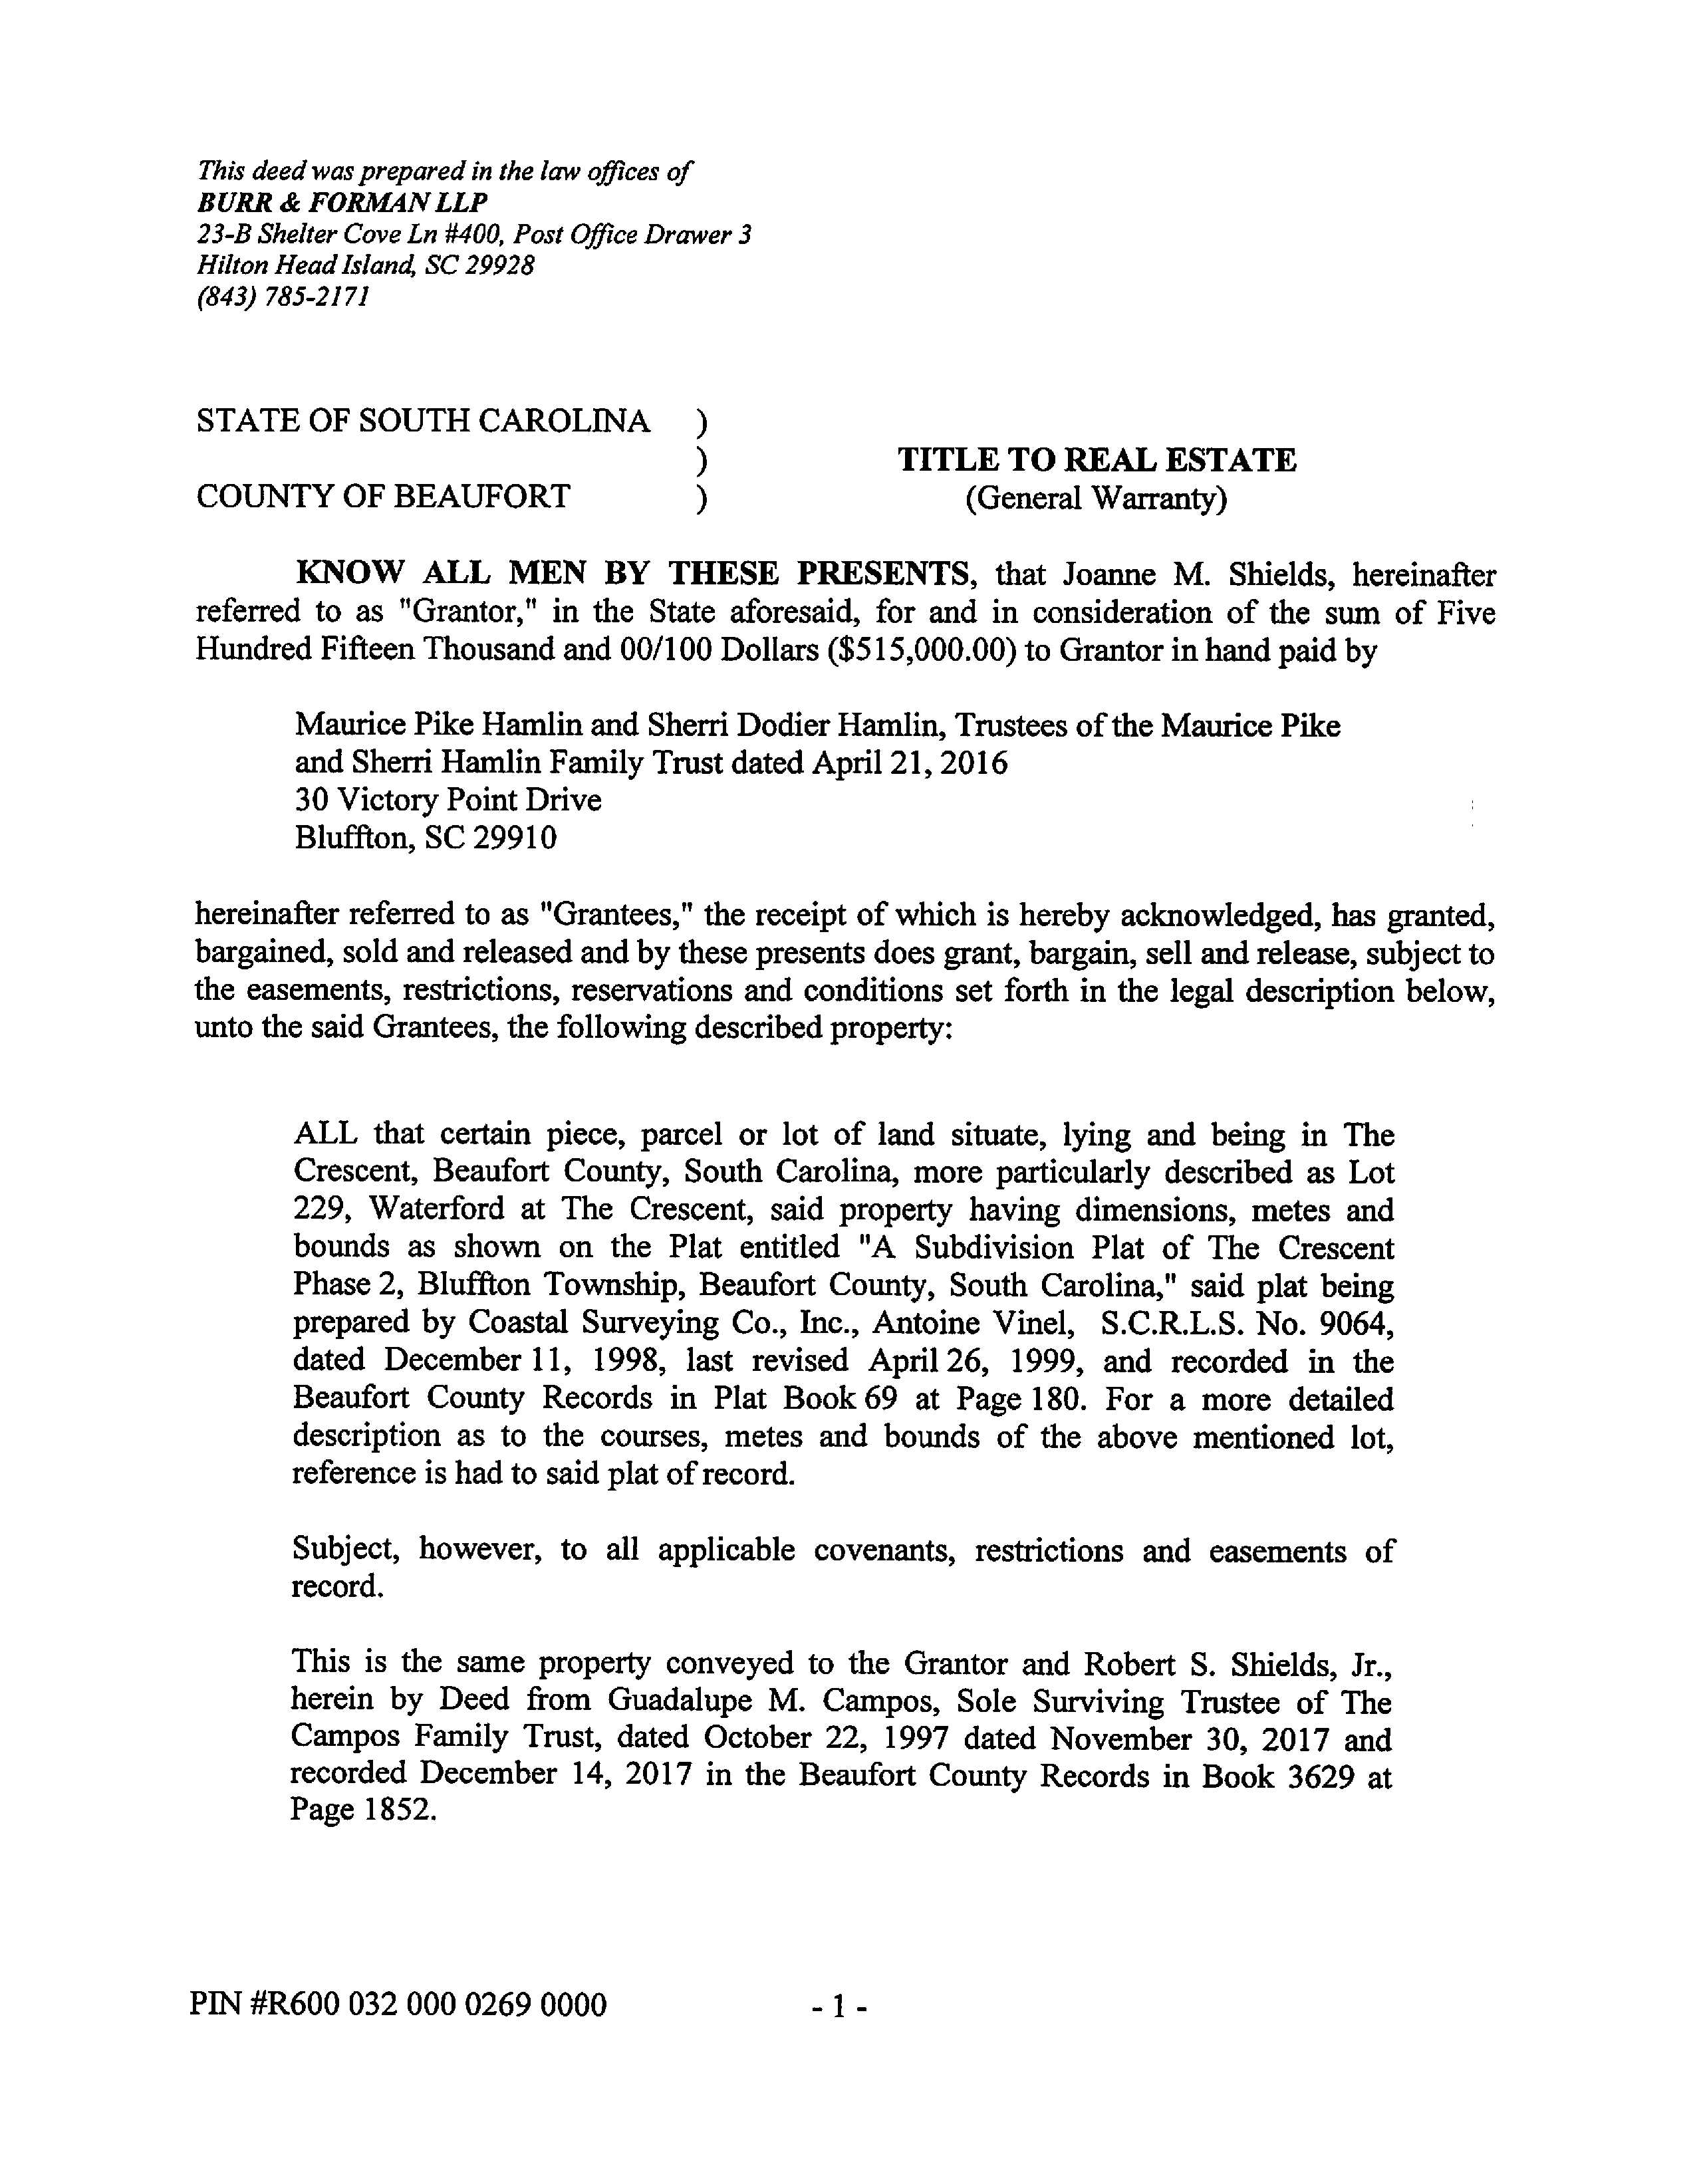 This deed was prepared in the law offices of
BURR & FORMAN LLP
23-B Shelter Cove Ln #400, Post Office Drawer 3
Hilton Head Island, SC 29928
(843) 785-2171
STATE OF SOUTH CAROLINA )
) TITLE TO REAL ESTATE
COUNTY OF BEAUFORT ) (General Warranty)
KNOW ALL MEN BY THESE PRESENTS, that Joanne M. Shields, hereinafter
referred to as "Grantor," in the State aforesaid, for and in consideration of the sum of Five
Hundred Fifteen Thousand and 00/100 Dollars ($515,000.00) to Grantor in hand paid by
Maurice Pike Hamlin and Sherri Dodier Hamlin, Trustees of the Maurice Pike
and Sherri Hamlin Family Trust dated April 21, 2016
30 Victory Point Drive
Bluffton, SC 29910
hereinafter referred to as "Grantees," the receipt of which is hereby acknowledged, has granted,
bargained, sold and released and by these presents does grant, bargain, sell and release, subject to
the easements, restrictions, reservations and conditions set forth in the legal description below,
unto the said Grantees, the following described property:
ALL that certain piece, parcel or lot of land situate, lying and being in The
Crescent, Beaufort County, South Carolina, more particularly described as Lot
229, Waterford at The Crescent, said property having dimensions, metes and
bounds as shown on the Plat entitled "A Subdivision Plat of The Crescent
Phase 2, Bluffton Township, Beaufort County, South Carolina," said plat being
prepared by Coastal Surveying Co., Inc., Antoine Vinel, S.C.R.L.S. No. 9064,
dated December 11, 1998, last revised April 26, 1999, and recorded in the
Beaufort County Records in Plat Book 69 at Page 180. For a more detailed
description as to the courses, metes and bounds of the above mentioned lot,
reference is had to said plat of record.
Subject, however, to all applicable covenants, restrictions and easements of
record.
This is the same property conveyed to the Grantor and Robert S. Shields, Jr.,
herein by Deed from Guadalupe M. Campos, Sole Surviving Trustee of The
Campos Family Trust, dated October 22, 1997 dated November 30, 2017 and
recorded December 14, 2017 in the Beaufort County Records in Book 3629 at
Page 1852.
PIN #R600 032 000 0269 0000 - 1 -